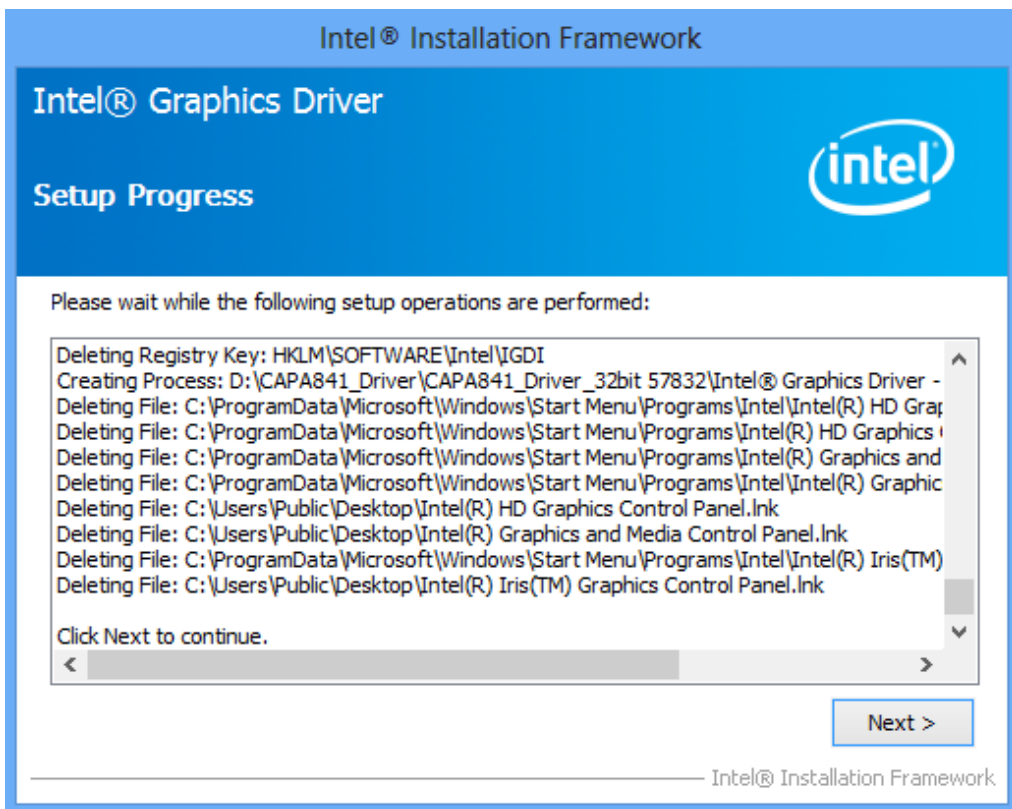 Intel® Installation Framework
Intel® Graphics Driver
intel
Setup Progress
Please wait while the following setup operations are performed:
Deleting Registry Key: HKLM\SOFTWARE\Intel\IGDI
Creating Process: D:\CAPA841_Driver\CAPA841_Driver_32bit 57832\Intel® Graphics Driver -
Deleting File: C:\ProgramData\Microsoft\Windows\Start Menu\Programs\Intel\Intel(R) HD Grap
Deleting File: C:\ProgramData\Microsoft\Windows\Start Menu\Programs\Intel(R) HD Graphics
Deleting File: C:\ProgramData\Microsoft\Windows\Start Menu\Programs\Intel(R) Graphics and
Deleting File: C:\ProgramData\Microsoft\Windows\Start Menu\Programs\Intel\Intel(R) Graphic
Deleting File: C:\Users\Public\Desktop\Intel(R) HD Graphics Control Panel.lnk
Deleting File: C:\Users\Public\Desktop\Intel(R) Graphics and Media Control Panel.lnk
Deleting File: C:\ProgramData\Microsoft\Windows\Start Menu\Programs\Intel\Intel(R) Iris(TM)
Deleting File: C:\Users\Public\Desktop\Intel(R) Iris(TM) Graphics Control Panel.lnk
Click Next to continue.
Next >
Intel® Installation Framework